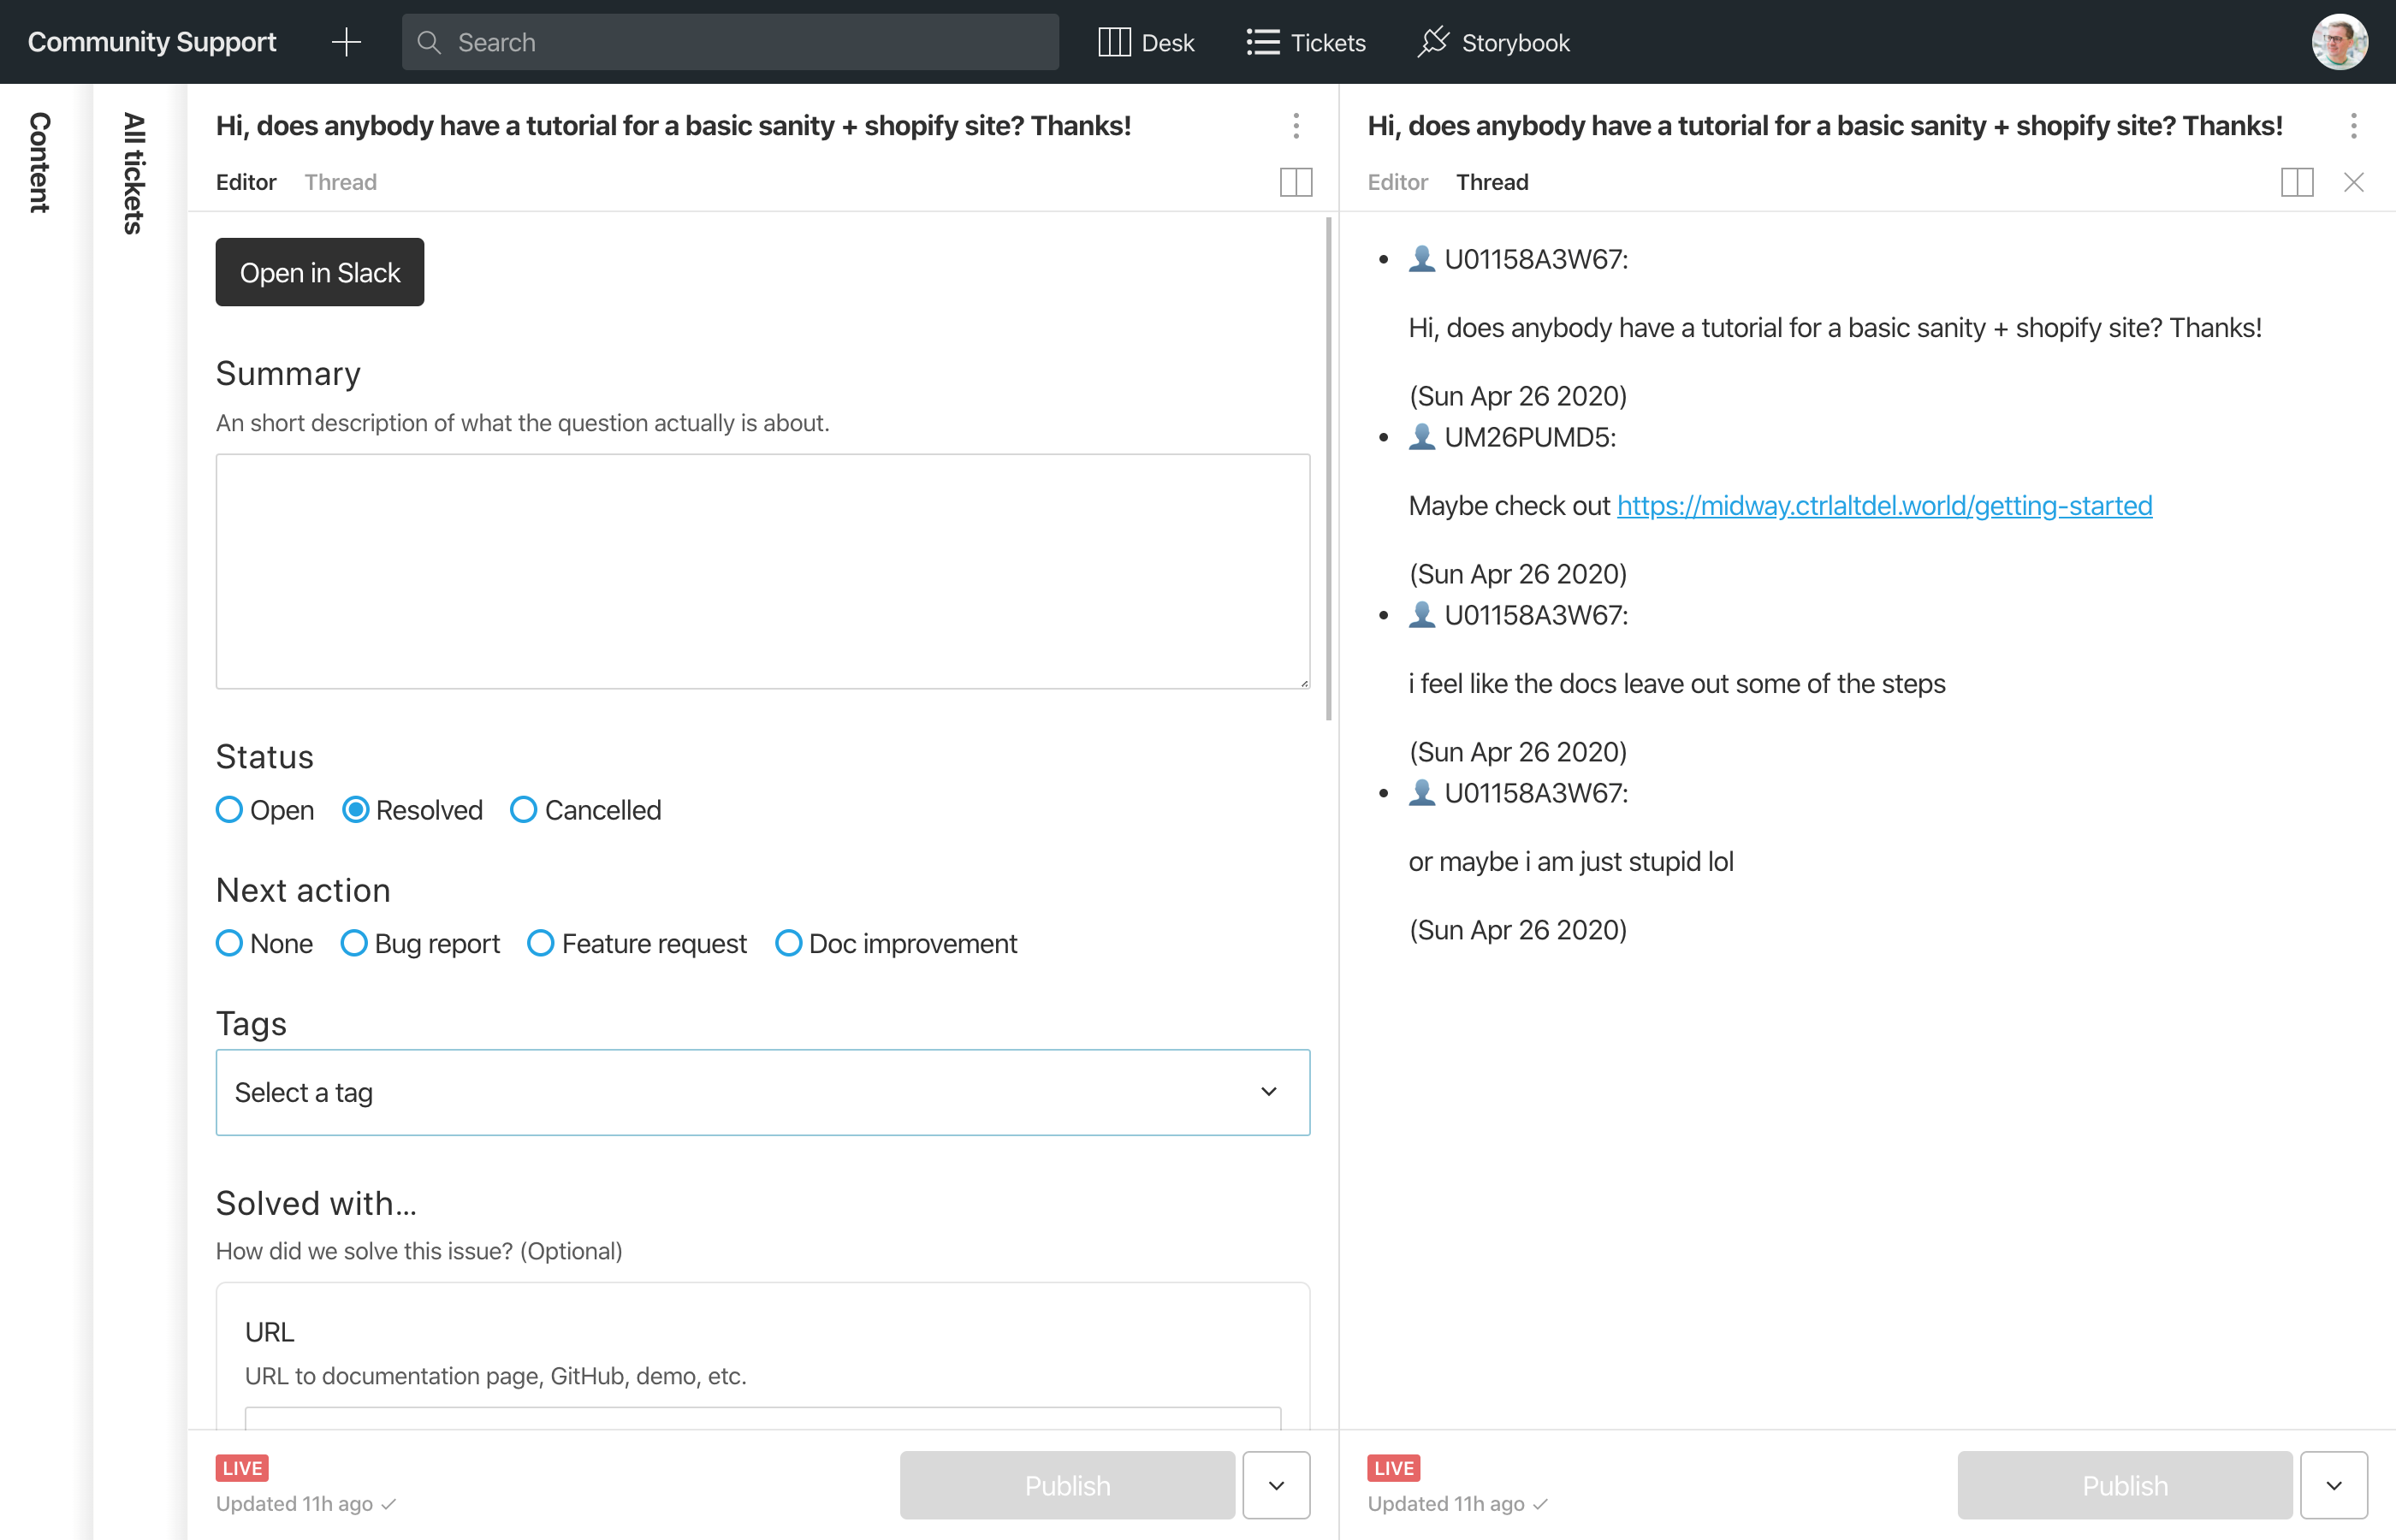 Community Support
Search
Desk
Tickets
Storybook
Content
All tickets
Hi, does anybody have a tutorial for a basic sanity + shopify site? Thanks!
Editor Thread
Open in Slack
Summary
An short description of what the question actually is about.
Status
Open Resolved Cancelled
Next action
None Bug report Feature request Doc improvement
Tags
Select a tag
Solved with...
How did we solve this issue? (Optional)
URL
URL to documentation page, GitHub, demo, etc.
LIVE
Updated 11h ago
Publish
Hi, does anybody have a tutorial for a basic sanity + shopify site? Thanks!
Editor Thread
U01158A3W67:
Hi, does anybody have a tutorial for a basic sanity + shopify site? Thanks!
(Sun Apr 26 2020)
UM26PUMD5:
Maybe check out https://midway.ctrlaltdel.world/getting-started
(Sun Apr 26 2020)
U01158A3W67:
i feel like the docs leave out some of the steps
(Sun Apr 26 2020)
U01158A3W67:
or maybe i am just stupid lol
(Sun Apr 26 2020)
LIVE
Updated 11h ago
Publish